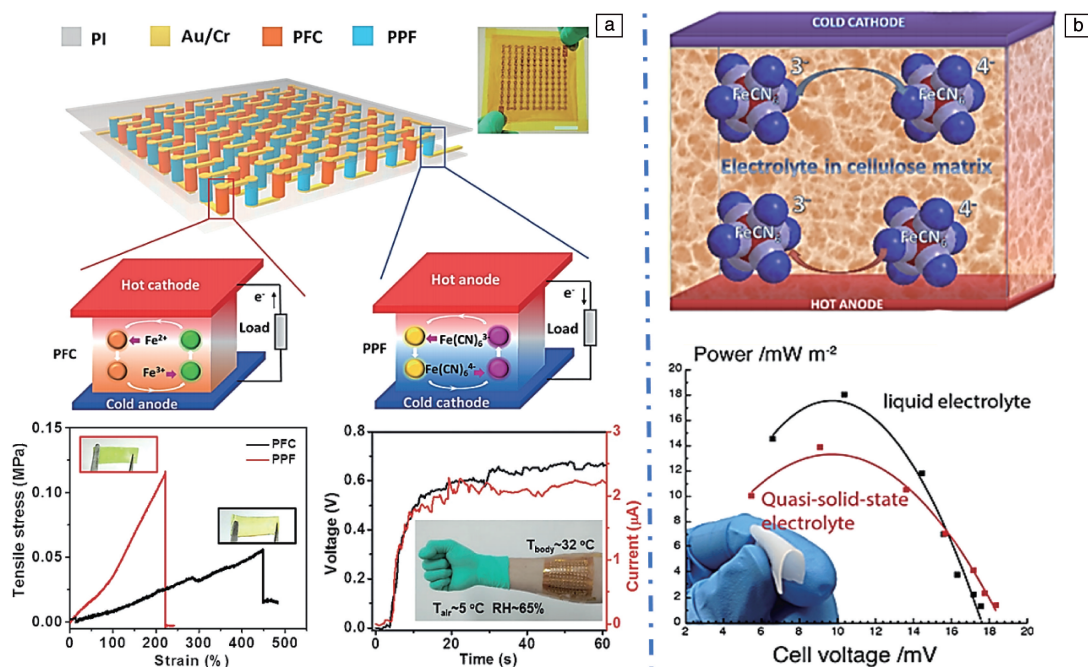 PI Au/Cr PFC PPF
a
Hot cathode
e⁻
Load
PFC
Fe²⁺
Fe³⁺
Cold anode
Hot anode
e⁻
Load
PPF
Fe(CN)₆³⁻
Fe(CN)₆⁴⁻
Cold cathode
Tensile stress (MPa)
0.15
0.10
0.05
0.00
PFC
PPF
0 100 200 300 400 500
Strain (%)
Voltage (V)
0.8
0.6
0.4
0.2
0.0
T_body~32 °C
T_air~5 °C RH~65%
3
2
1
0
Current (μA)
0 20 40 60
Time (s)
b
COLD CATHODE
3⁻ 4⁻
FeCN₆ FeCN₆
Electrolyte in cellulose matrix
3⁻ 4⁻
FeCN₆ FeCN₆
HOT ANODE
Power /mW m⁻²
20
18
16
14
12
10
8
6
4
2
0
liquid electrolyte
Quasi-solid-state
electrolyte
2 4 6 8 10 12 14 16 18 20
Cell voltage /mV